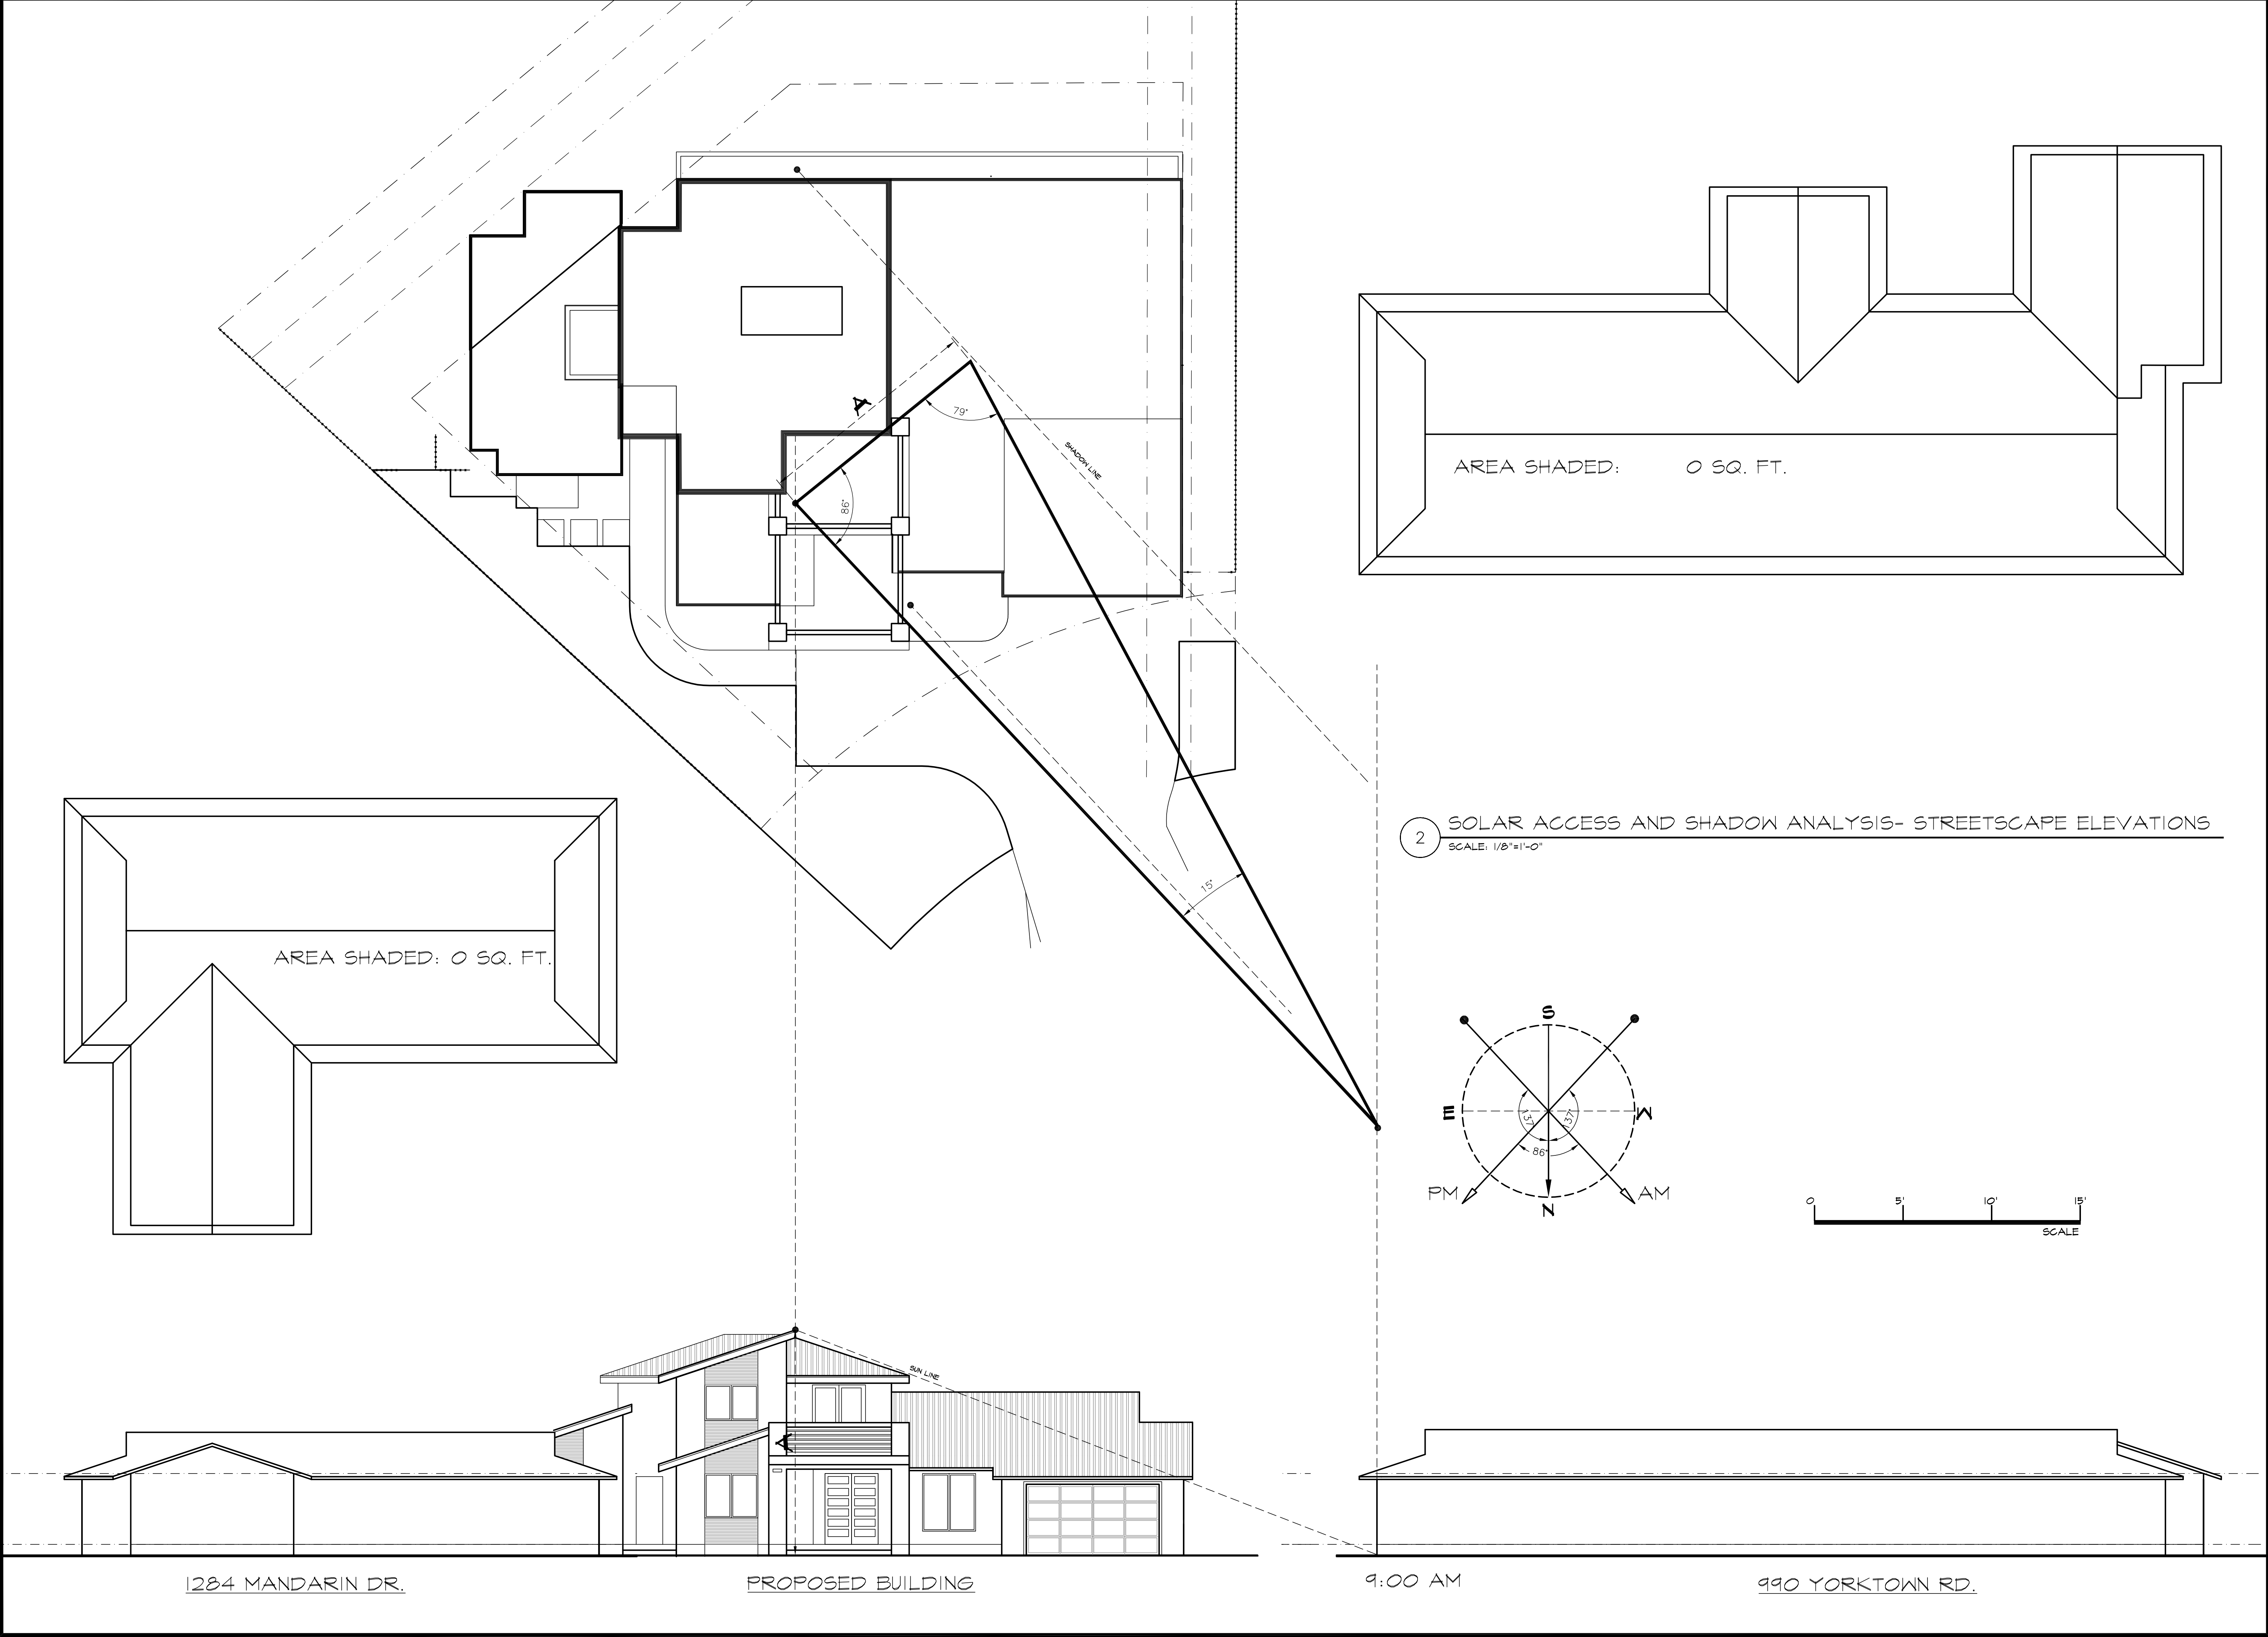 A
79°
86°
SHADOW LINE
AREA SHADED: 0 SQ. FT.
2
SOLAR ACCESS AND SHADOW ANALYSIS- STREETSCAPE ELEVATIONS
SCALE: 1/8"=1'-0"
15°
AREA SHADED: 0 SQ. FT.
S
E
W
137°
137°
86°
PM
AM
N
0 5' 10' 15'
SCALE
SUN LINE
A
1284 MANDARIN DR.
PROPOSED BUILDING
9:00 AM
990 YORKTOWN RD.